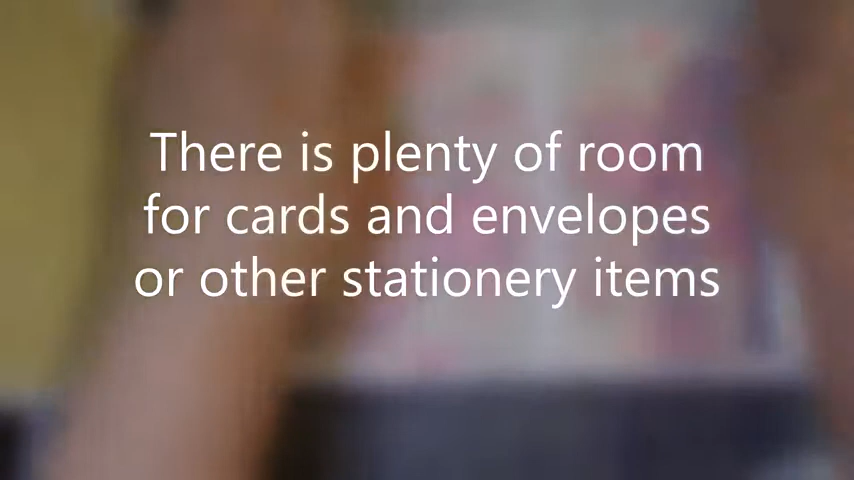 There is plenty of room
for cards and envelopes
or other stationery items